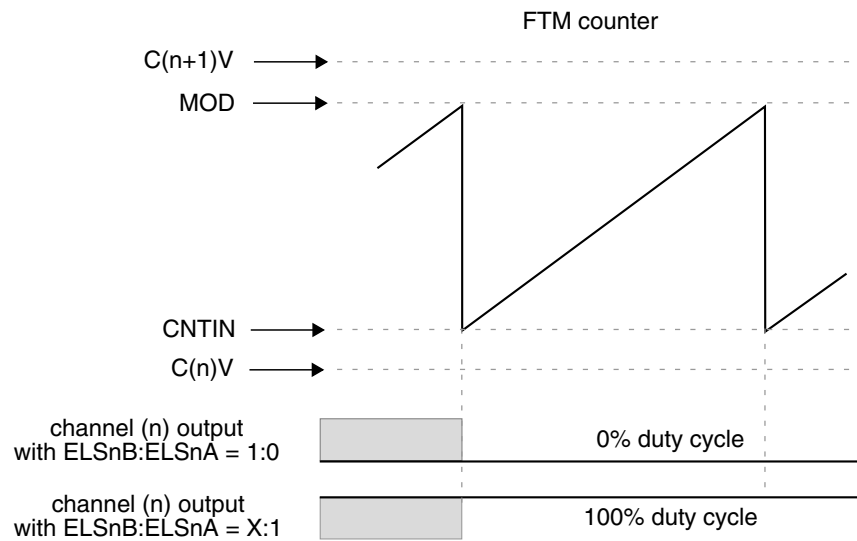 FTM counter
C(n+1)V
MOD
CNTIN
C(n)V
channel (n) output
with ELSnB:ELSnA = 1:0
0% duty cycle
channel (n) output
with ELSnB:ELSnA = X:1
100% duty cycle